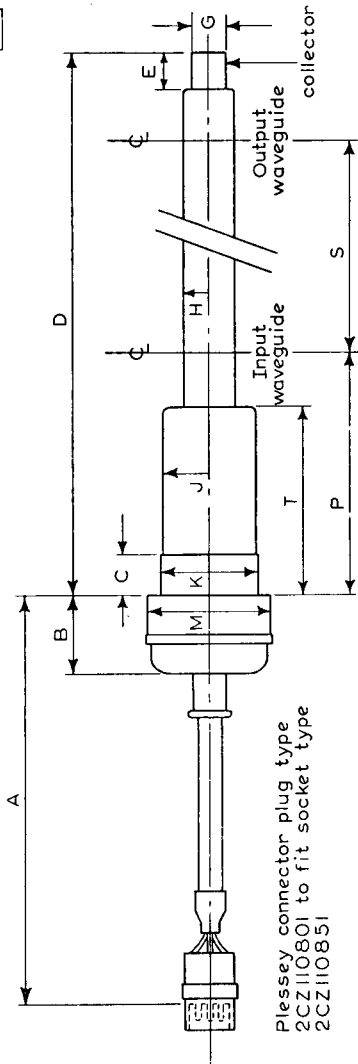 A
B
C
D
E
G
H
J
K
M
T
P
S
Input
waveguide
Output
waveguide
collector
Plessey connector plug type
2CZ110801 to fit socket type
2CZ110851